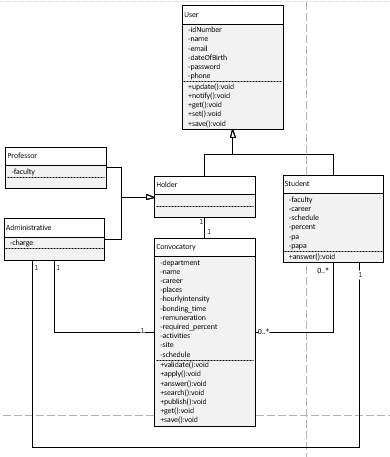 User
-idNumber
-name
-email
-dateOfBirth
-password
-phone
+update():void
+notify():void
+get():void
+set():void
+save():void
Professor
-faculty
Holder
Student
-faculty
-career
-schedule
-percent
-pa
-papa
+answer():void
Administrative
-charge
1
1
Convocatory
-department
-name
-career
-places
-hourlyintensity
-bonding_time
-remuneration
-required_percent
-activities
-site
-schedule
+validate():void
+apply():void
+answer():void
+search():void
+publish():void
+get():void
+save():void
1
1
0..*
1
1
0..*